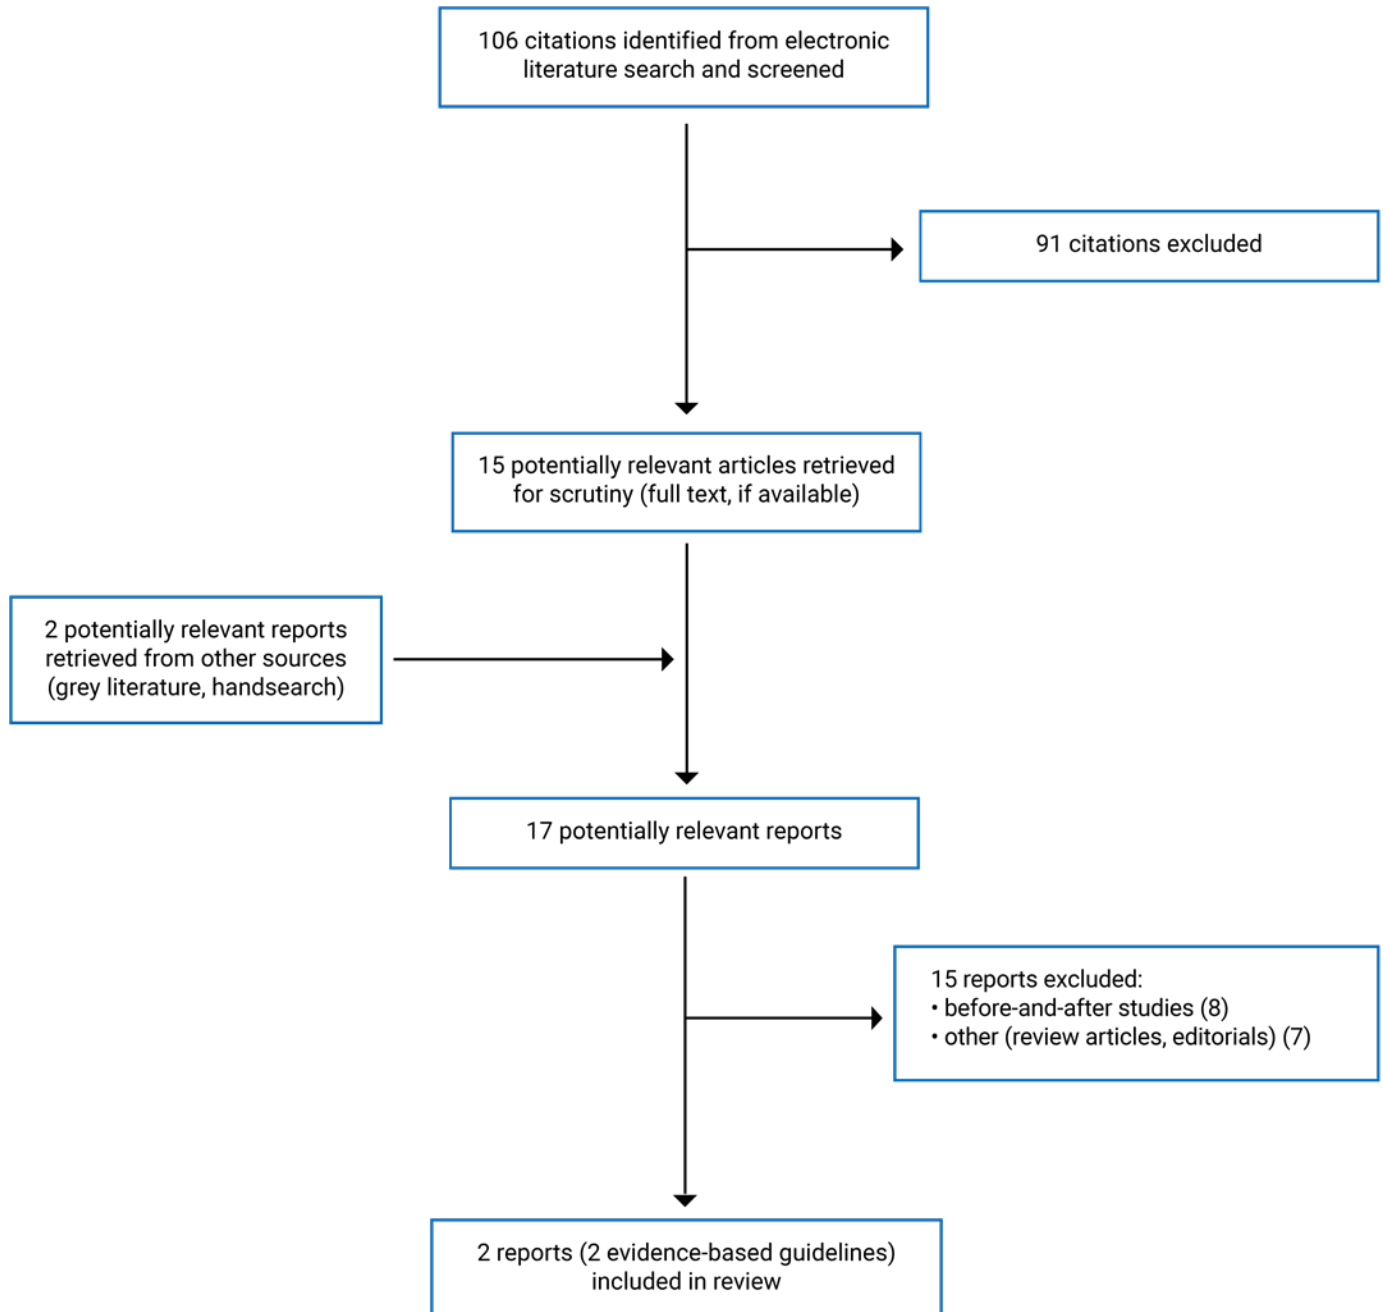 106 citations identified from electronic
literature search and screened
91 citations excluded
15 potentially relevant articles retrieved
for scrutiny (full text, if available)
2 potentially relevant reports
retrieved from other sources
(grey literature, handsearch)
17 potentially relevant reports
15 reports excluded:
• before-and-after studies (8)
• other (review articles, editorials) (7)
2 reports (2 evidence-based guidelines)
included in review